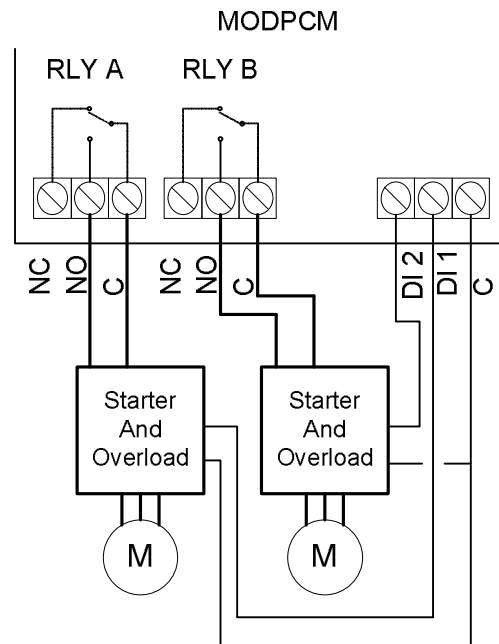 MODPCM
RLY A
RLY B
NC
NO
C
NC
NO
C
DI 2
DI 1
C
Starter
And
Overload
Starter
And
Overload
M
M